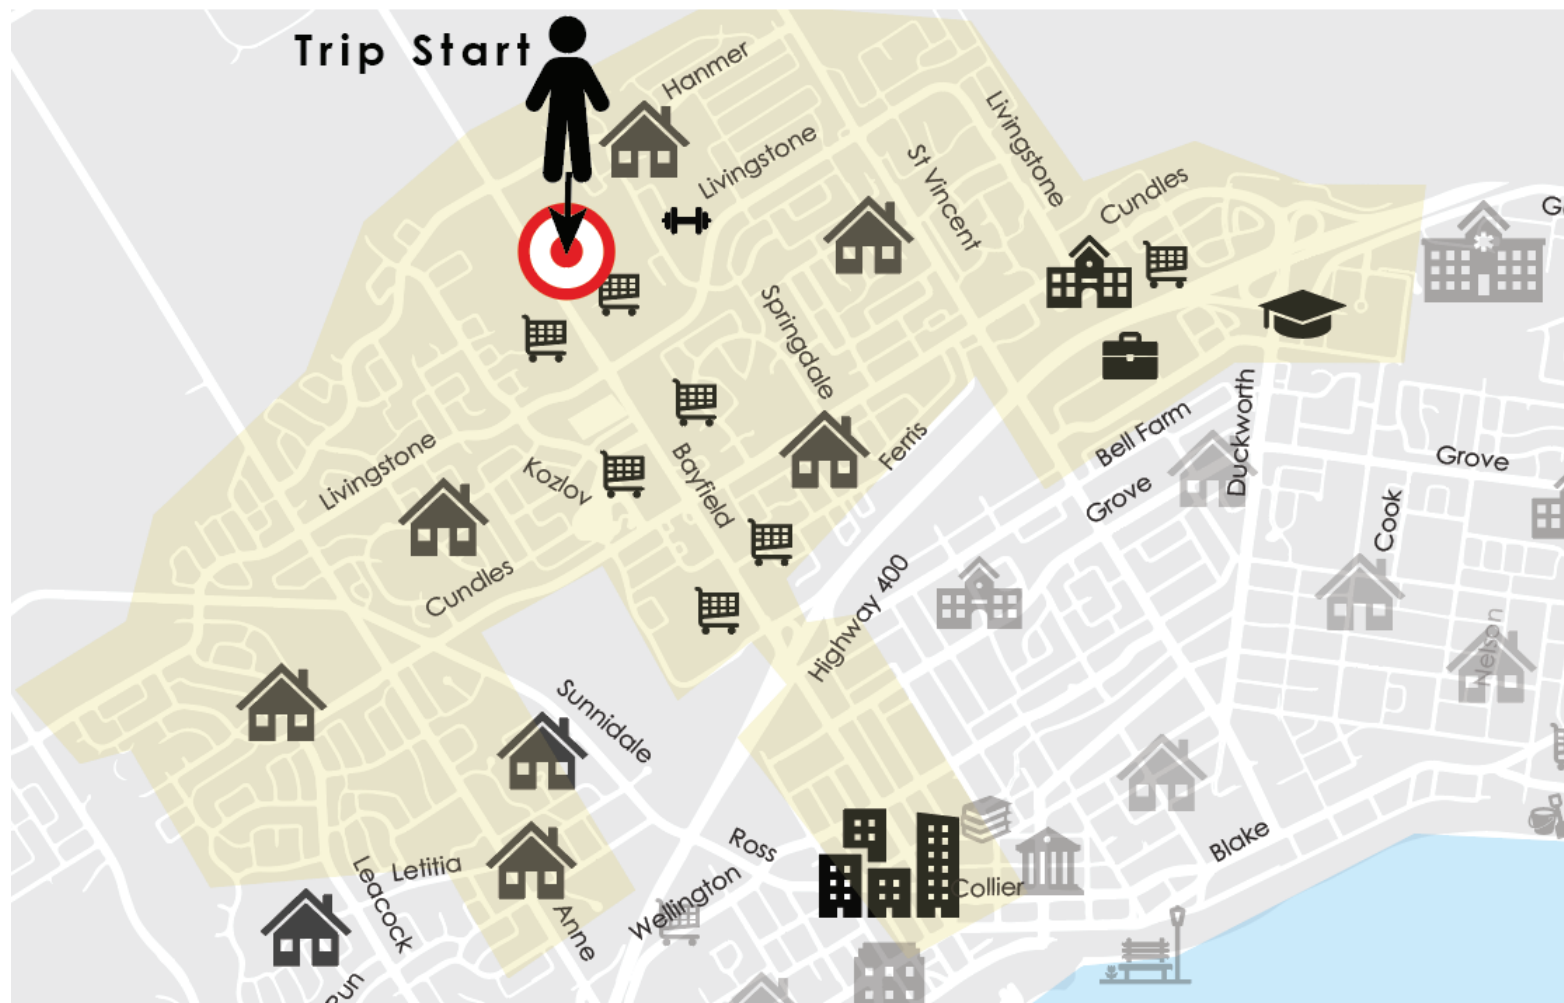 Trip Start
Hanmer
Livingstone
Livingstone
St Vincent
Cundles
G
Springdale
Duckworth
Bell Farm
Ferris
Grove
Livingstone
Kozlov
Bayfield
Grove
Cook
Cundles
Highway 400
Nelson
Sunnidale
Ross
Blake
Letitia
Leacock
Wellington
Collier
Anne